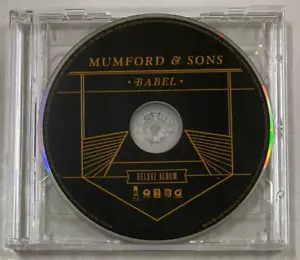 MUMFORD & SONS
· BABEL ·
DELUXE ALBUM